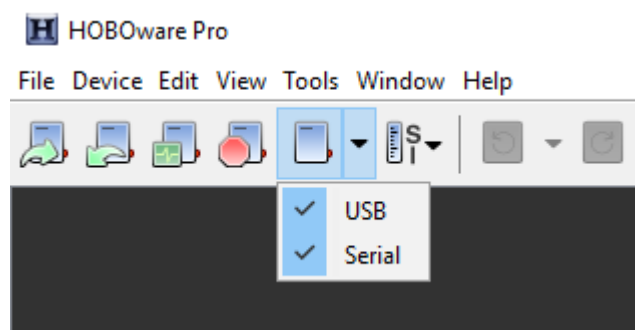 HOBOware Pro
File Device Edit View Tools Window Help
S
I
USB
Serial